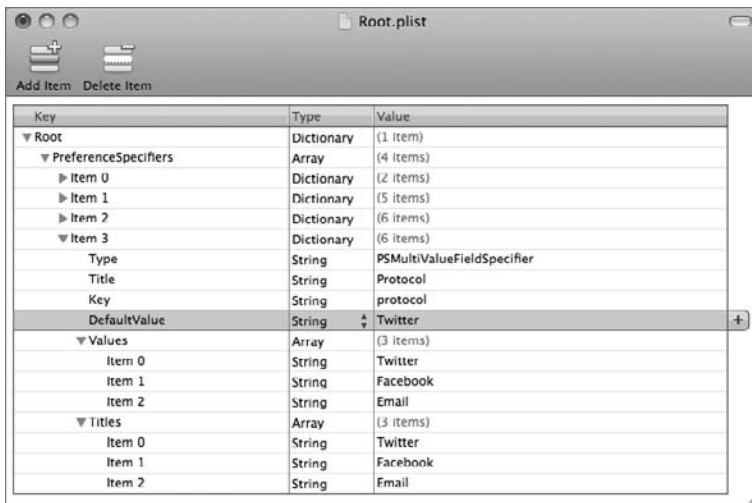 Root.plist
Add Item Delete Item
Key Type Value
Root Dictionary (1 item)
PreferenceSpecifiers Array (4 items)
Item 0 Dictionary (2 items)
Item 1 Dictionary (5 items)
Item 2 Dictionary (6 items)
Item 3 Dictionary (6 items)
Type String PSMultiValueFieldSpecifier
Title String Protocol
Key String protocol
DefaultValue String Twitter
Values Array (3 items)
Item 0 String Twitter
Item 1 String Facebook
Item 2 String Email
Titles Array (3 items)
Item 0 String Twitter
Item 1 String Facebook
Item 2 String Email